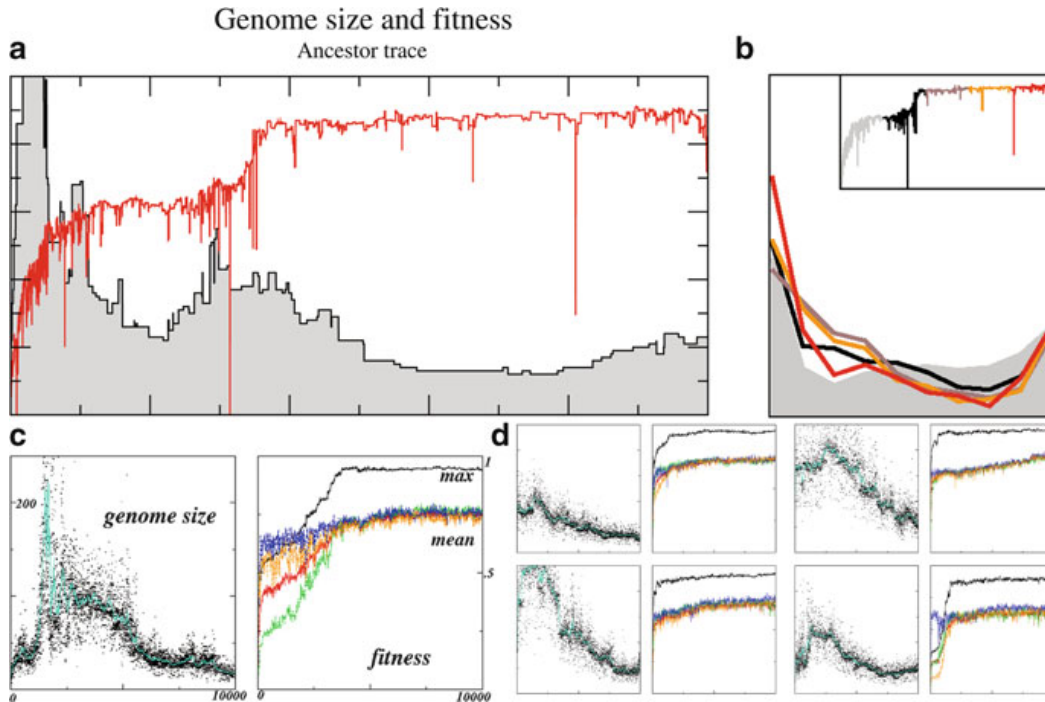 Genome size and fitness
Ancestor trace
a
b
c
d
200
genome size
0
10000
max
mean
1
.5
fitness
0
10000